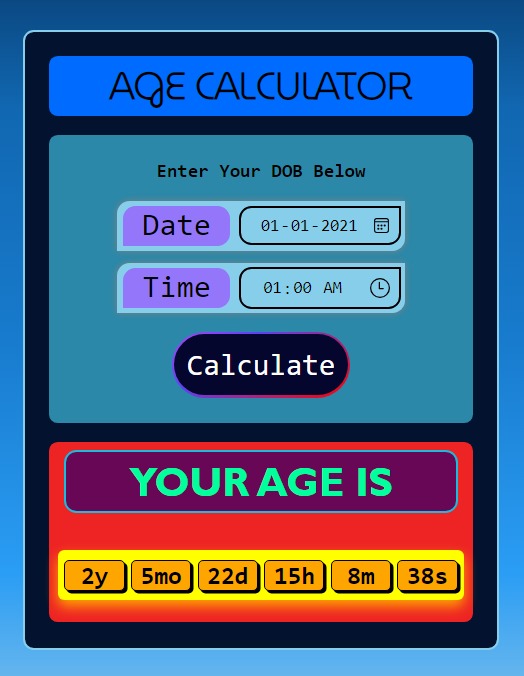 AGE CALCULATOR
Enter Your DOB Below
Date 01-01-2021
Time 01:00 AM
Calculate
YOUR AGE IS
2y 5mo 22d 15h 8m 38s